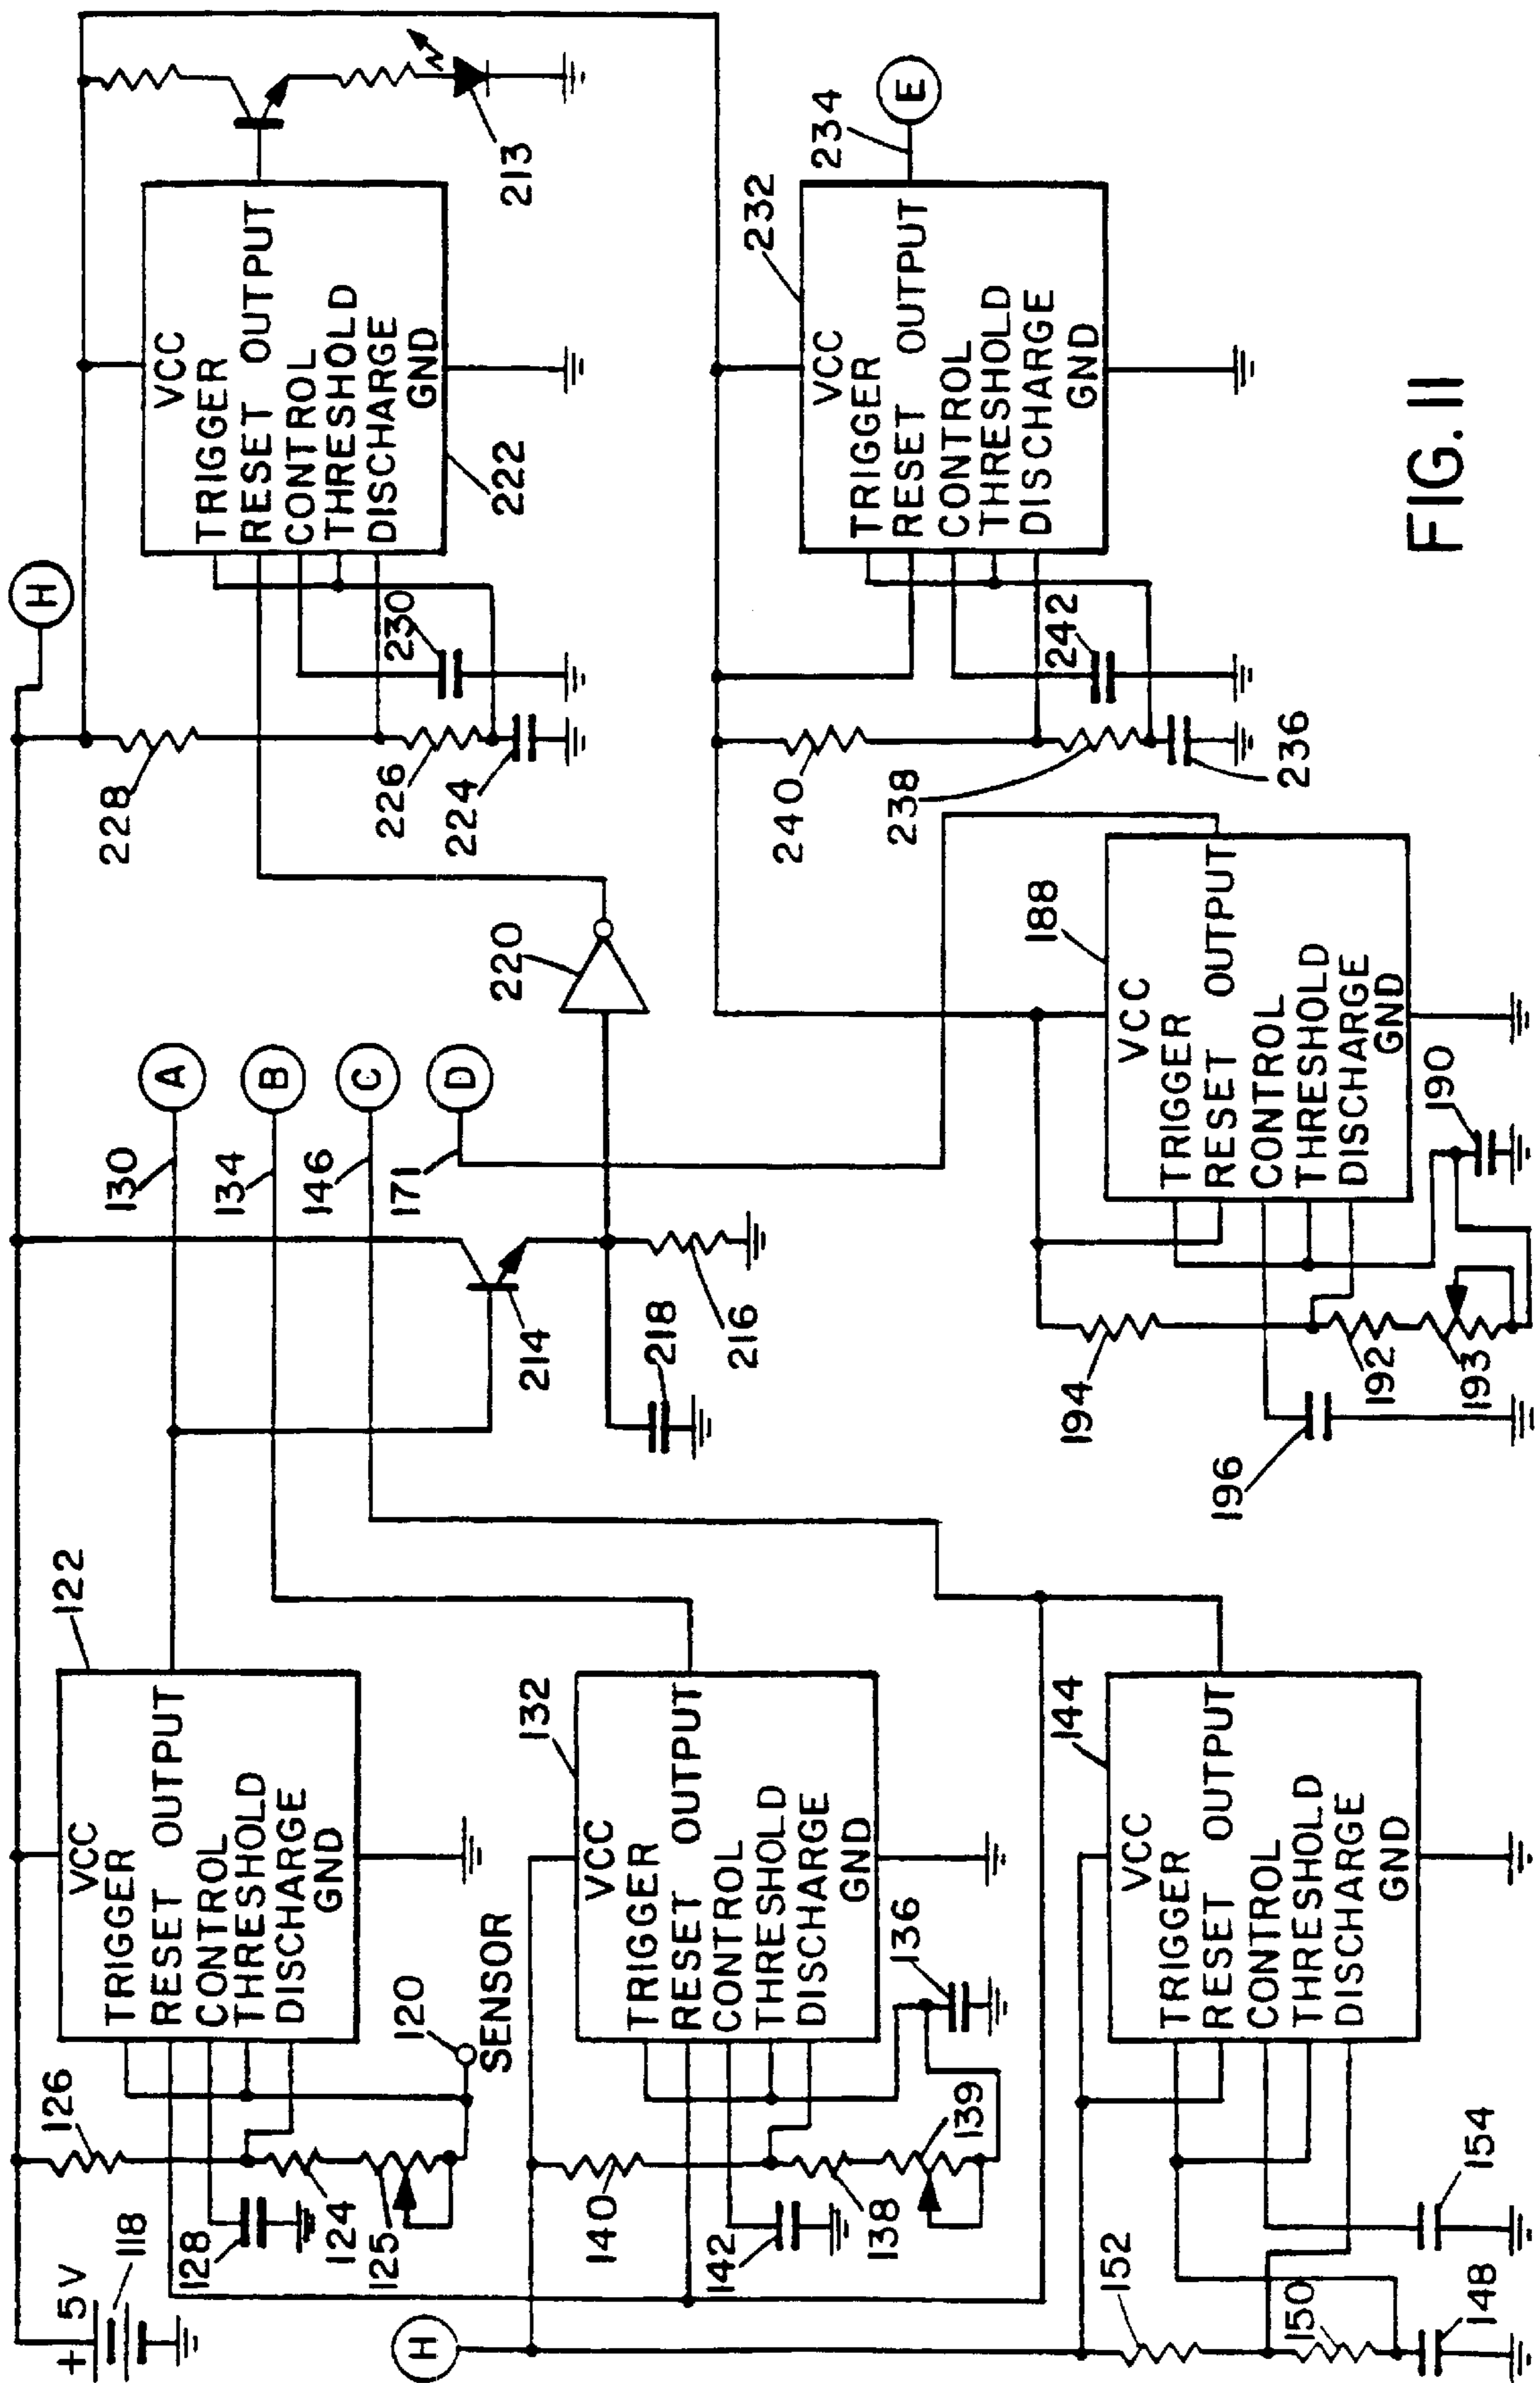 +
5V
118
126
128
124
125
122
VCC
TRIGGER
RESET OUTPUT
CONTROL
THRESHOLD
DISCHARGE
GND
120
SENSOR
H
140
142
138
139
136
132
VCC
TRIGGER
RESET OUTPUT
CONTROL
THRESHOLD
DISCHARGE
GND
152
150
148
154
144
VCC
TRIGGER
RESET OUTPUT
CONTROL
THRESHOLD
DISCHARGE
GND
130
A
134
B
146
C
171
D
214
218
216
220
194
196
192
193
190
188
VCC
TRIGGER
RESET OUTPUT
CONTROL
THRESHOLD
DISCHARGE
GND
H
228
226
224
230
222
VCC
TRIGGER
RESET OUTPUT
CONTROL
THRESHOLD
DISCHARGE
GND
213
240
238
236
242
232
VCC
TRIGGER
RESET OUTPUT
CONTROL
THRESHOLD
DISCHARGE
GND
234
E
FIG. 11